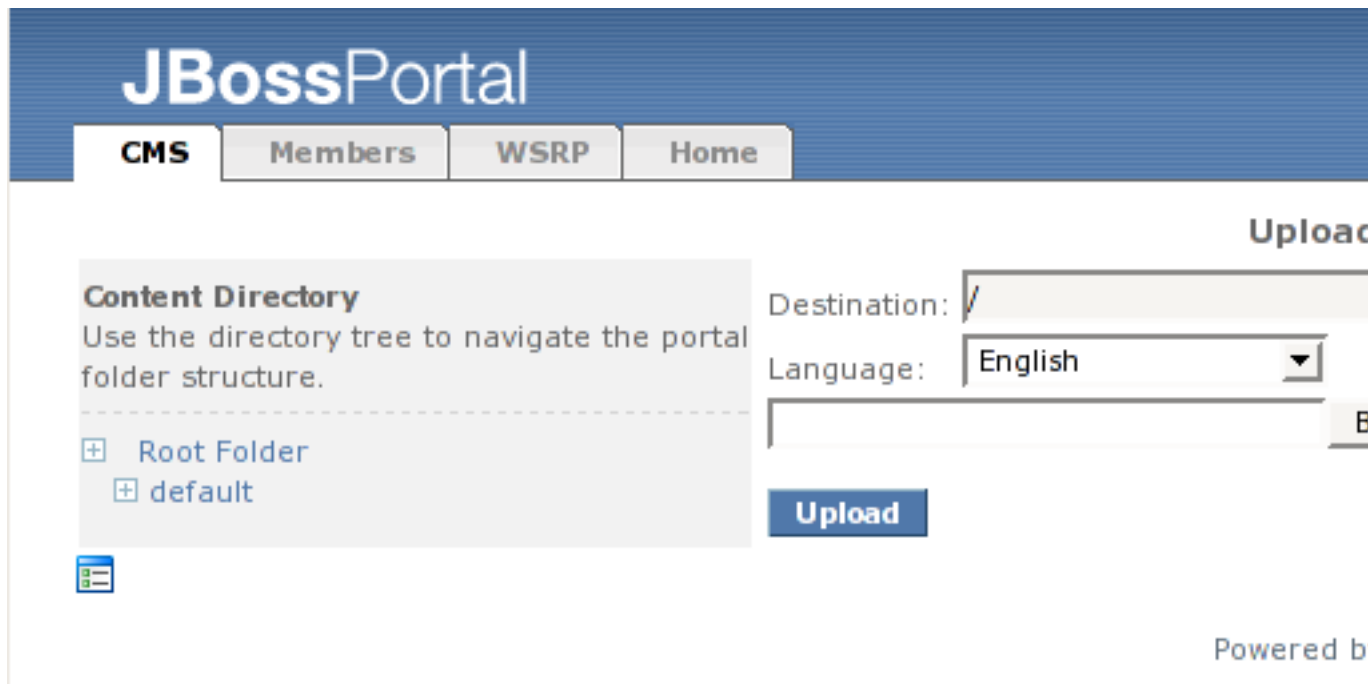 JBossPortal
CMS Members WSRP Home
Content Directory
Use the directory tree to navigate the portal
folder structure.
Root Folder
default
Destination: /
Language: English
Upload
Powered